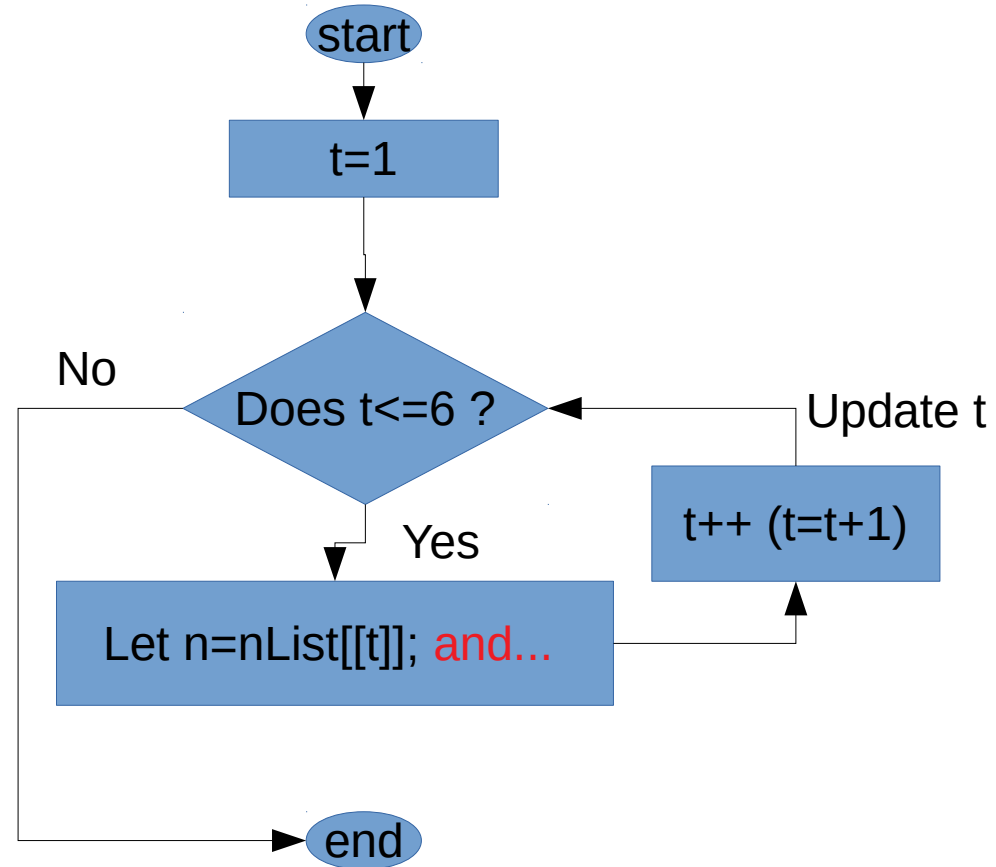 start
t=1
No
Does t<=6 ?
Update t
t++ (t=t+1)
Yes
Let n=nList[[t]]; and...
end